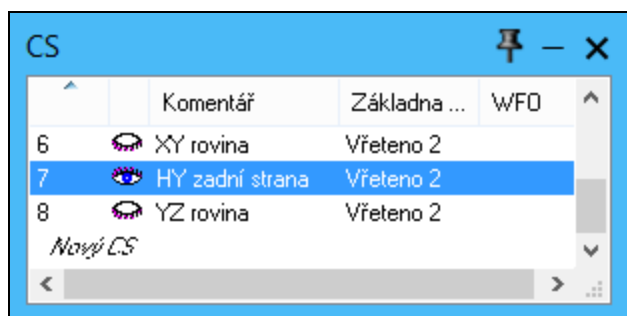 CS
Komentář Základna ... WFO
6 XY rovina Vřeteno 2
7 HY zadní strana Vřeteno 2
8 YZ rovina Vřeteno 2
Nový CS